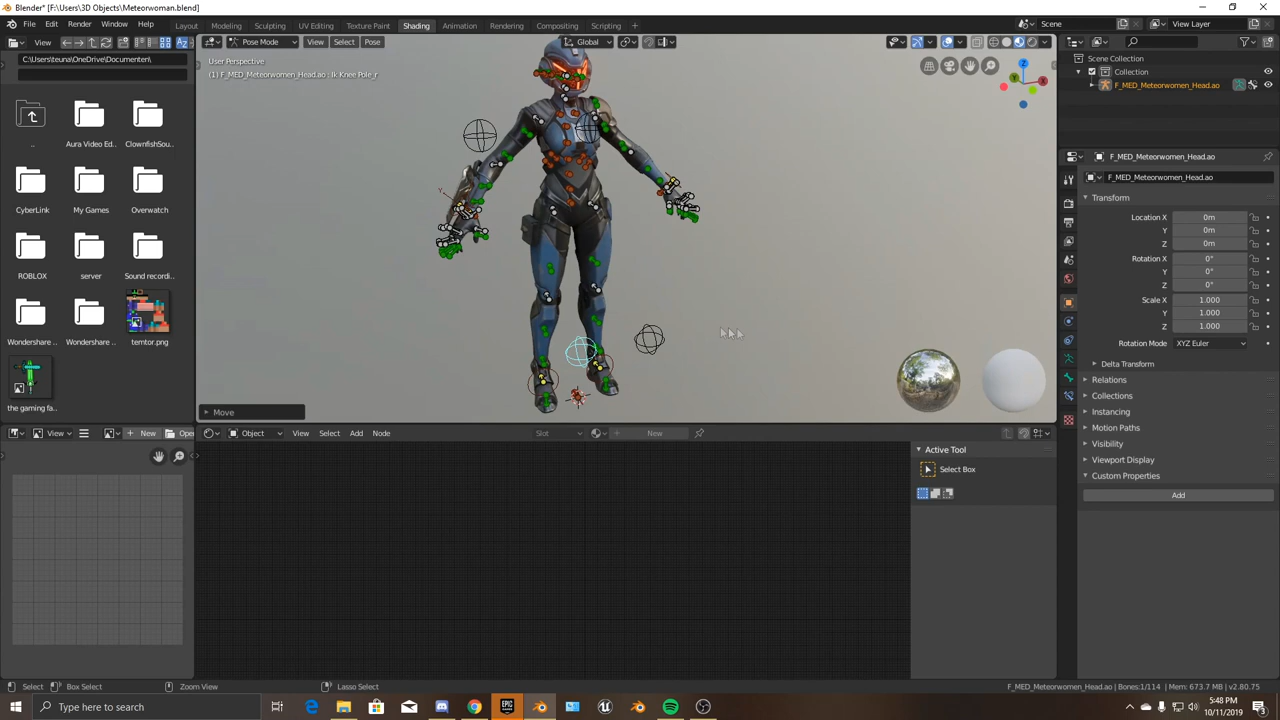 Blender* [F:\Users\3D Objects\Meteorwoman.blend]
File Edit Render Window Help Layout Modeling Sculpting UV Editing Texture Paint Shading Animation Rendering Compositing Scripting + Scene View Layer
View
C:\Users\teuna\OneDrive\Documenten\
Pose Mode View Select Pose Global
User Perspective
(1) F_MED_Meteorwomen_Head.ao : Ik Knee Pole_r
Scene Collection
Collection
F_MED_Meteorwomen_Head.ao
.. Aura Video Ed.. ClownfishSou..
CyberLink My Games Overwatch
ROBLOX server Sound recordi..
Wondershare .. Wondershare .. temtor.png
the gaming fa..
F_MED_Meteorwomen_Head.ao
F_MED_Meteorwomen_Head.ao
Transform
Location X 0m
Y 0m
Z 0m
Rotation X 0°
Y 0°
Z 0°
Scale X 1.000
Y 1.000
Z 1.000
Rotation Mode XYZ Euler
Delta Transform
Relations
Collections
Instancing
Motion Paths
Visibility
Viewport Display
Custom Properties
Add
Move
View New Ope
Object View Select Add Node Slot New
Active Tool
Select Box
Select Box Select Zoom View Lasso Select
F_MED_Meteorwomen_Head.ao | Bones:1/114 | Mem: 673.7 MB | v2.80.75
Type here to search
5:48 PM
10/11/2019